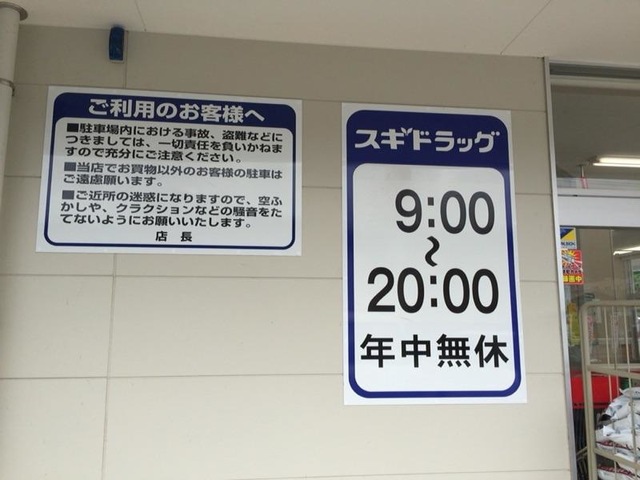 ご利用のお客様へ
■駐車場内における事故、盗難などに
つきましては、一切責任を負いかねま
すので充分にご注意ください。
■当店でお買物以外のお客様の駐車は
ご遠慮願います。
■ご近所の迷惑になりますので、空ふ
かしや、クラクションなどの騒音をた
てないようにお願いいたします。
店長
スギドラッグ
9:00
〜
20:00
年中無休